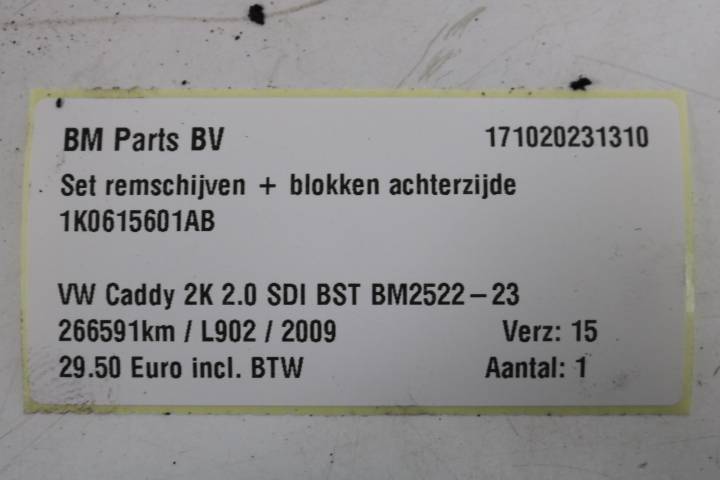 BM Parts BV 171020231310
Set remschijven + blokken achterzijde
1K0615601AB
VW Caddy 2K 2.0 SDI BST BM2522-23
266591km / L902 / 2009 Verz: 15
29.50 Euro incl. BTW Aantal: 1